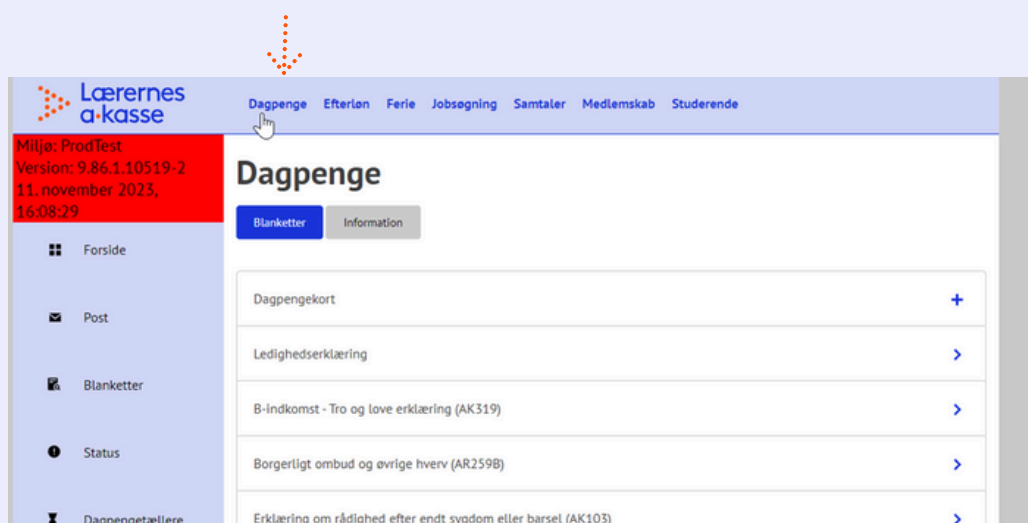 Lærernes
a·kasse
Dagpenge Efterløn Ferie Jobsøgning Samtaler Medlemskab Studerende
Miljø: ProdTest
Version: 9.86.1.10519-2
11. november 2023,
16:08:29
Dagpenge
Blanketter Information
Forside
Post
Blanketter
Status
Dagpengetællere
Dagpengekort
Ledighedserklæring
B-indkomst - Tro og love erklæring (AK319)
Borgerligt ombud og øvrige hverv (AR259B)
Erklæring om rådighed efter endt sygdom eller barsel (AK103)